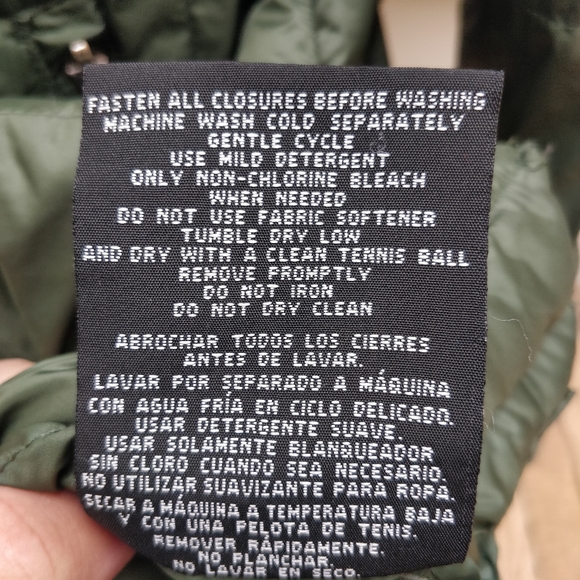 FASTEN ALL CLOSURES BEFORE WASHING
MACHINE WASH COLD SEPARATELY
GENTLE CYCLE
USE MILD DETERGENT
ONLY NON-CHLORINE BLEACH
WHEN NEEDED
DO NOT USE FABRIC SOFTENER
TUMBLE DRY LOW
AND DRY WITH A CLEAN TENNIS BALL
REMOVE PROMPTLY
DO NOT IRON
DO NOT DRY CLEAN
ABROCHAR TODOS LOS CIERRES
ANTES DE LAVAR.
LAVAR POR SEPARADO A MÁQUINA
CON AGUA FRÍA EN CICLO DELICADO.
USAR DETERGENTE SUAVE.
USAR SOLAMENTE BLANQUEADOR
SIN CLORO CUANDO SEA NECESARIO.
NO UTILIZAR SUAVIZANTE PARA ROPA.
SECAR A MÁQUINA A TEMPERATURA BAJA
Y CON UNA PELOTA DE TENIS.
REMOVER RÁPIDAMENTE.
NO PLANCHAR.
NO LAVAR EN SECO.